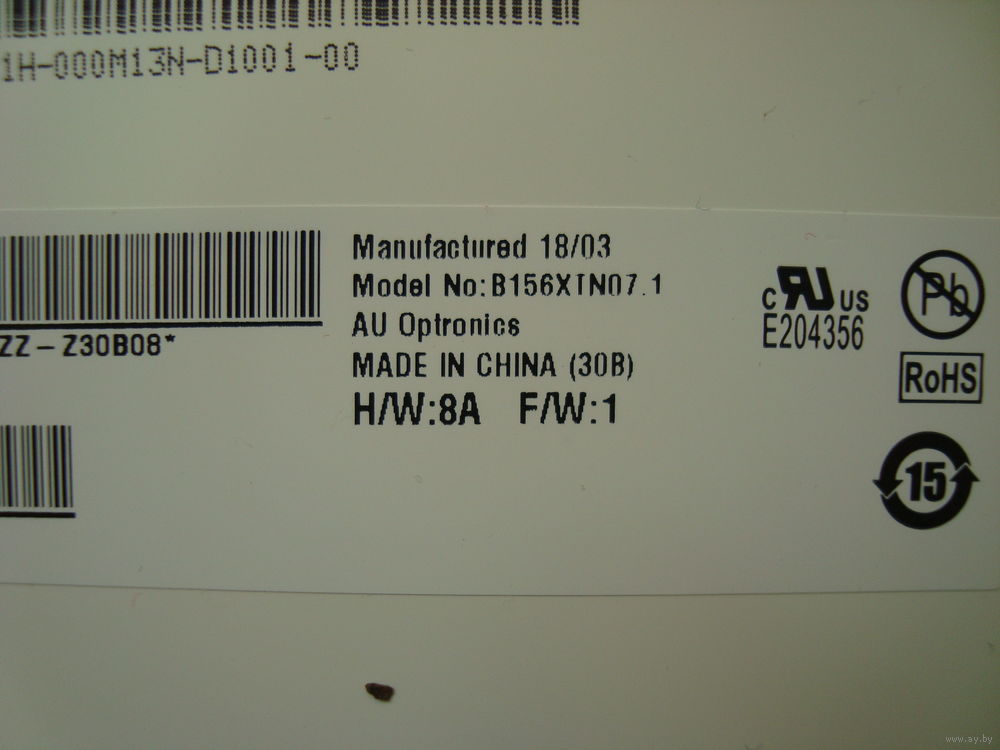 1H-000M13N-D1001-00
ZZ-Z30B08*
Manufactured 18/03
Model No:B156XTN07.1
AU Optronics
MADE IN CHINA (30B)
H/W:8A F/W:1
c RU US
E204356
Pb
RoHS
15
www.ay.by